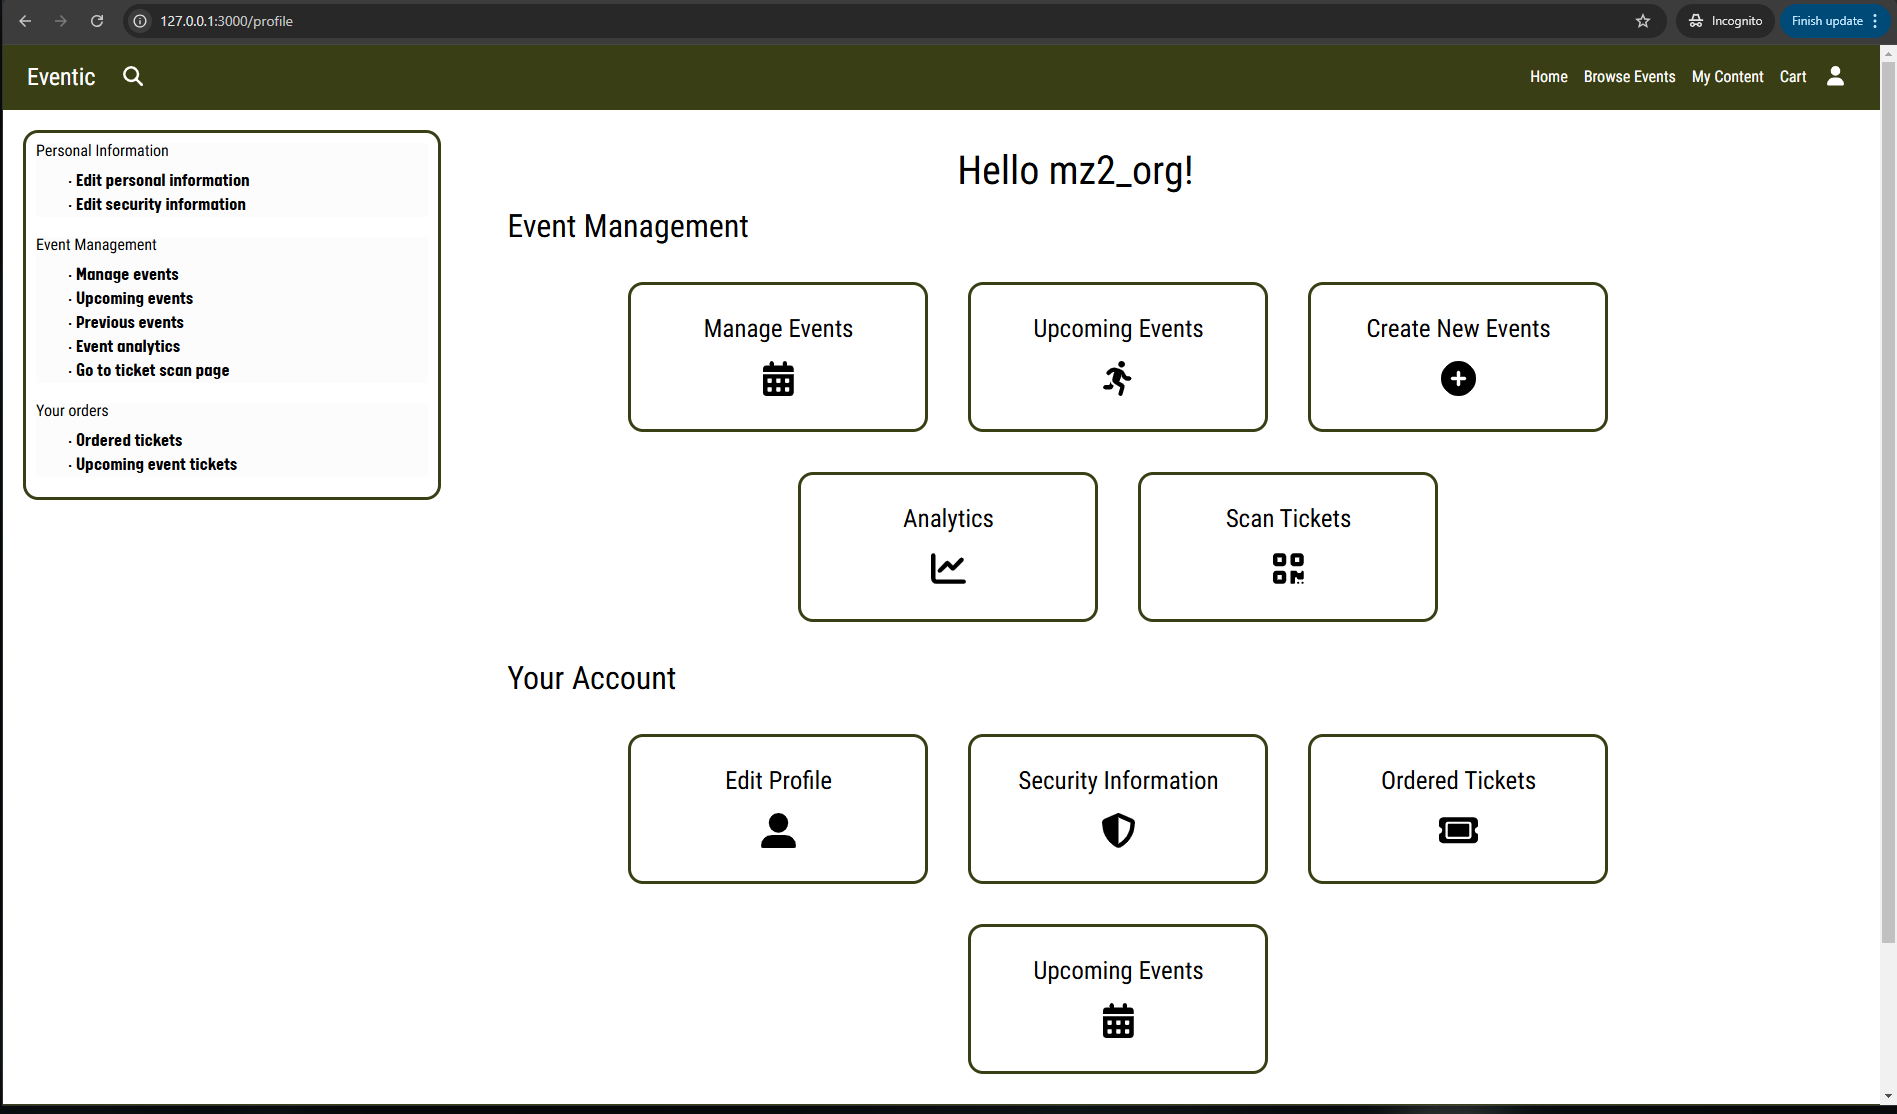 127.0.0.1:3000/profile
Incognito
Finish update
Eventic
Home Browse Events My Content Cart
Personal Information
· Edit personal information
· Edit security information
Event Management
· Manage events
· Upcoming events
· Previous events
· Event analytics
· Go to ticket scan page
Your orders
· Ordered tickets
· Upcoming event tickets
Hello mz2_org!
Event Management
Manage Events
Upcoming Events
Create New Events
Analytics
Scan Tickets
Your Account
Edit Profile
Security Information
Ordered Tickets
Upcoming Events